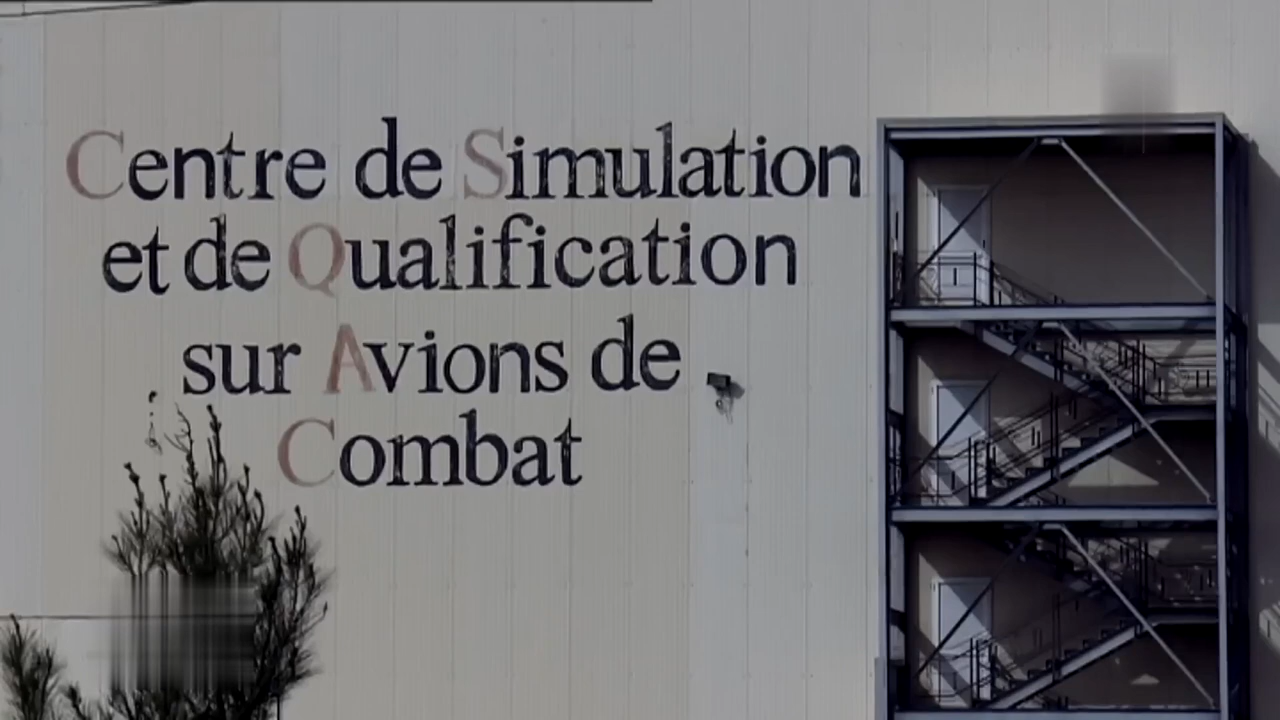 Centre de Simulation
et de Qualification
sur Avions de
Combat